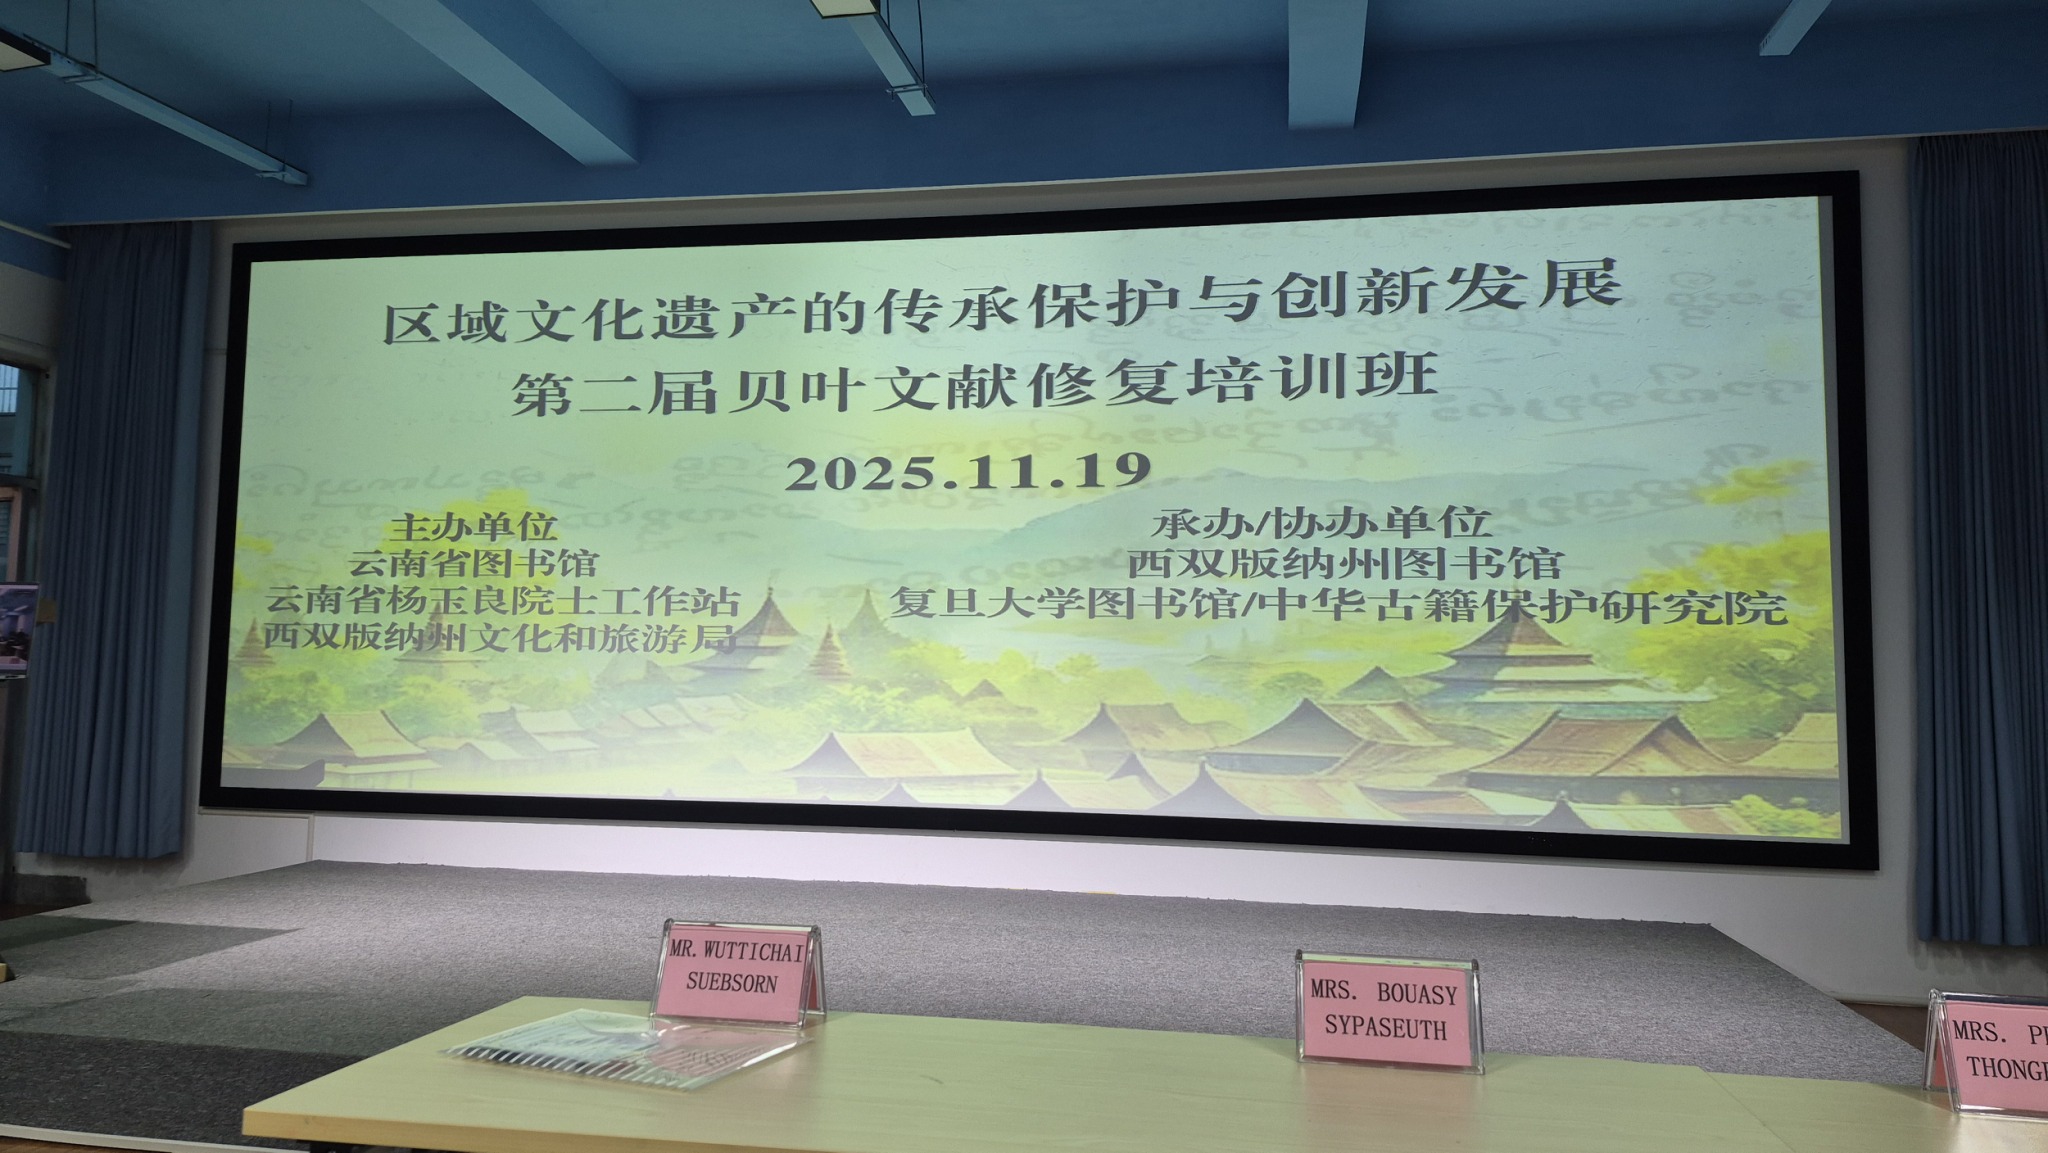 区域文化遗产的传承保护与创新发展
第二届贝叶文献修复培训班
2025.11.19
主办单位
云南省图书馆
云南省杨玉良院士工作站
西双版纳州文化和旅游局
承办/协办单位
西双版纳州图书馆
复旦大学图书馆/中华古籍保护研究院
MR. WUTTICHAI
SUEBSORN
MRS. BOUASY
SYPASEUTH
MRS.